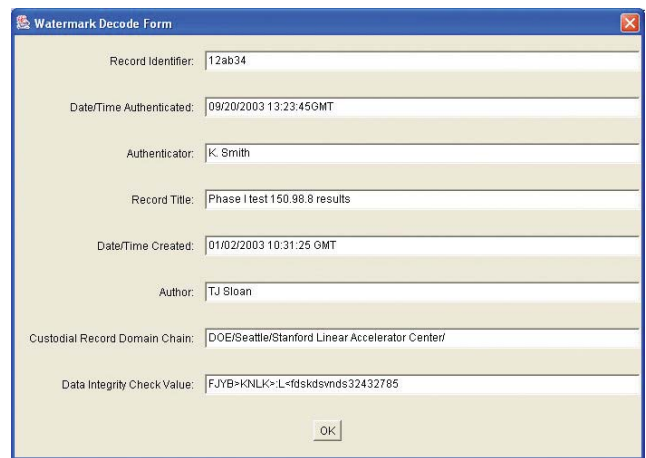 Watermark Decode Form
Record Identifier: 12ab34
Date/Time Authenticated: 09/20/2003 13:23:45GMT
Authenticator: K. Smith
Record Title: Phase I test 150.98.8 results
Date/Time Created: 01/02/2003 10:31:25 GMT
Author: TJ Sloan
Custodial Record Domain Chain: DOE/Seattle/Stanford Linear Accelerator Center/
Data Integrity Check Value: FJYB>KNLK>:L<fdskdsvnds32432785
OK